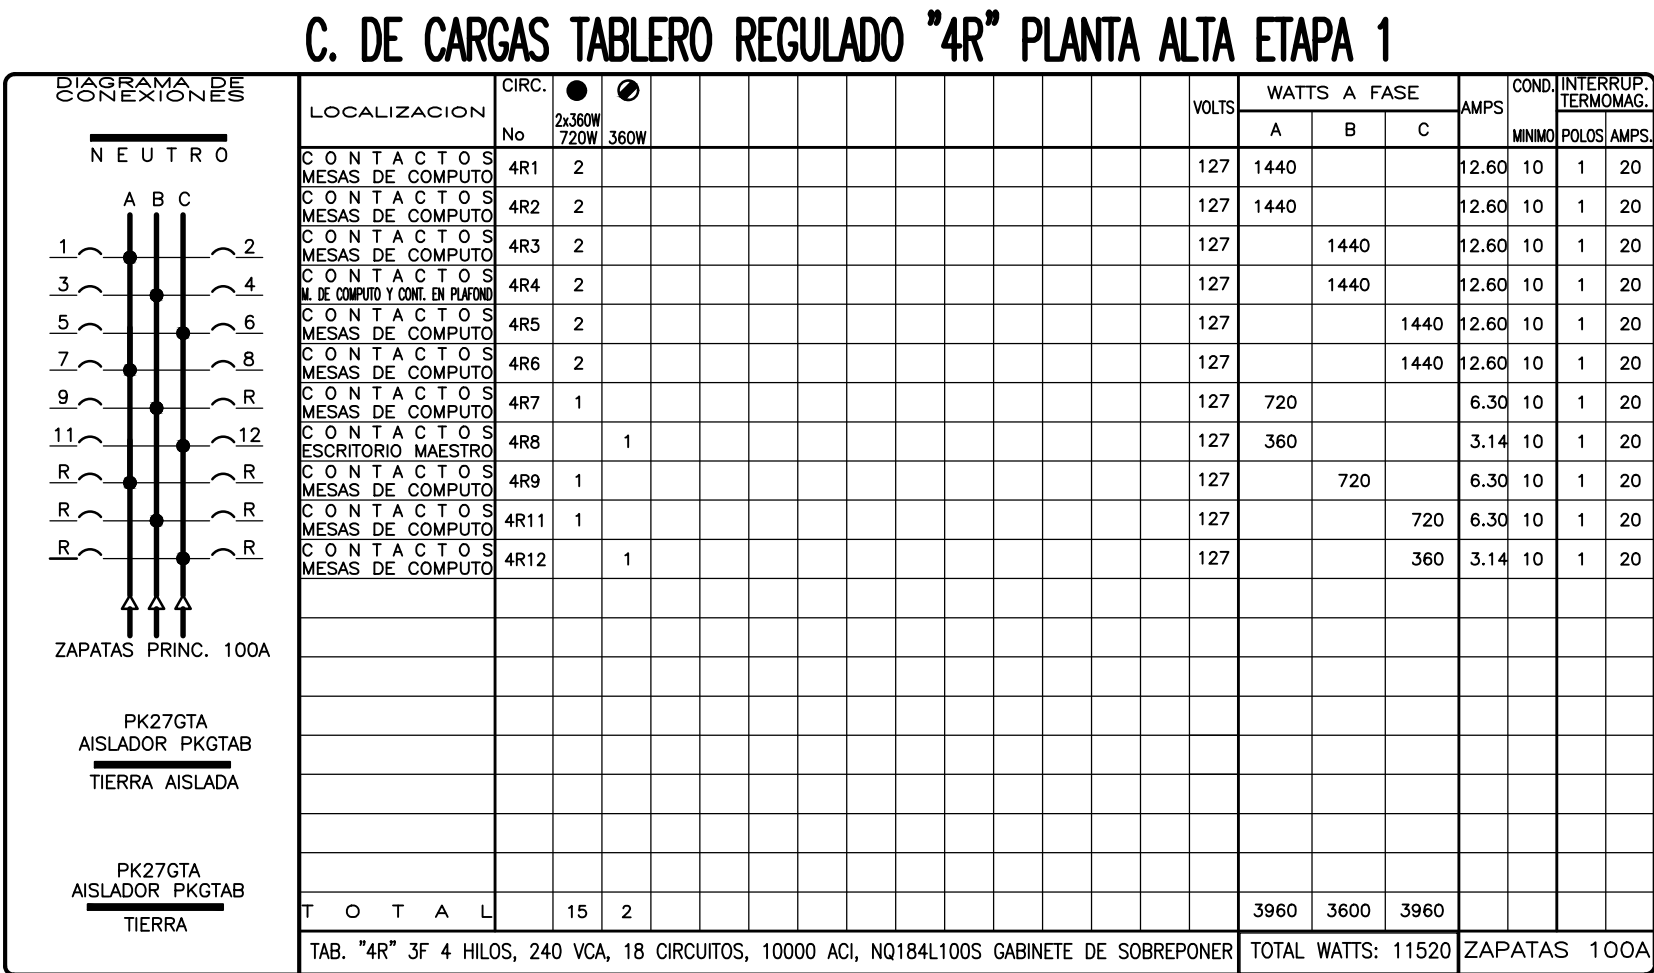 C. DE CARGAS TABLERO REGULADO "4R" PLANTA ALTA ETAPA 1
DIAGRAMA DE
CONEXIONES
NEUTRO
A B C
1 2
3 4
5 6
7 8
9 R
11 12
R R
R R
R R
ZAPATAS PRINC. 100A
PK27GTA
AISLADOR PKGTAB
TIERRA AISLADA
PK27GTA
AISLADOR PKGTAB
TIERRA
LOCALIZACION
CIRC.
No
2x360W
720W
360W
VOLTS
WATTS A FASE
A B C
AMPS
COND.
MINIMO
INTERRUP.
TERMOMAG.
POLOS AMPS.
CONTACTOS
MESAS DE COMPUTO 4R1 2 127 1440 12.60 10 1 20
CONTACTOS
MESAS DE COMPUTO 4R2 2 127 1440 12.60 10 1 20
CONTACTOS
MESAS DE COMPUTO 4R3 2 127 1440 12.60 10 1 20
CONTACTOS
M. DE COMPUTO Y CONT. EN PLAFOND 4R4 2 127 1440 12.60 10 1 20
CONTACTOS
MESAS DE COMPUTO 4R5 2 127 1440 12.60 10 1 20
CONTACTOS
MESAS DE COMPUTO 4R6 2 127 1440 12.60 10 1 20
CONTACTOS
MESAS DE COMPUTO 4R7 1 127 720 6.30 10 1 20
CONTACTOS
ESCRITORIO MAESTRO 4R8 1 127 360 3.14 10 1 20
CONTACTOS
MESAS DE COMPUTO 4R9 1 127 720 6.30 10 1 20
CONTACTOS
MESAS DE COMPUTO 4R11 1 127 720 6.30 10 1 20
CONTACTOS
MESAS DE COMPUTO 4R12 1 127 360 3.14 10 1 20
TOTAL 15 2 3960 3600 3960
TAB. "4R" 3F 4 HILOS, 240 VCA, 18 CIRCUITOS, 10000 ACI, NQ184L100S GABINETE DE SOBREPONER TOTAL WATTS: 11520 ZAPATAS 100A